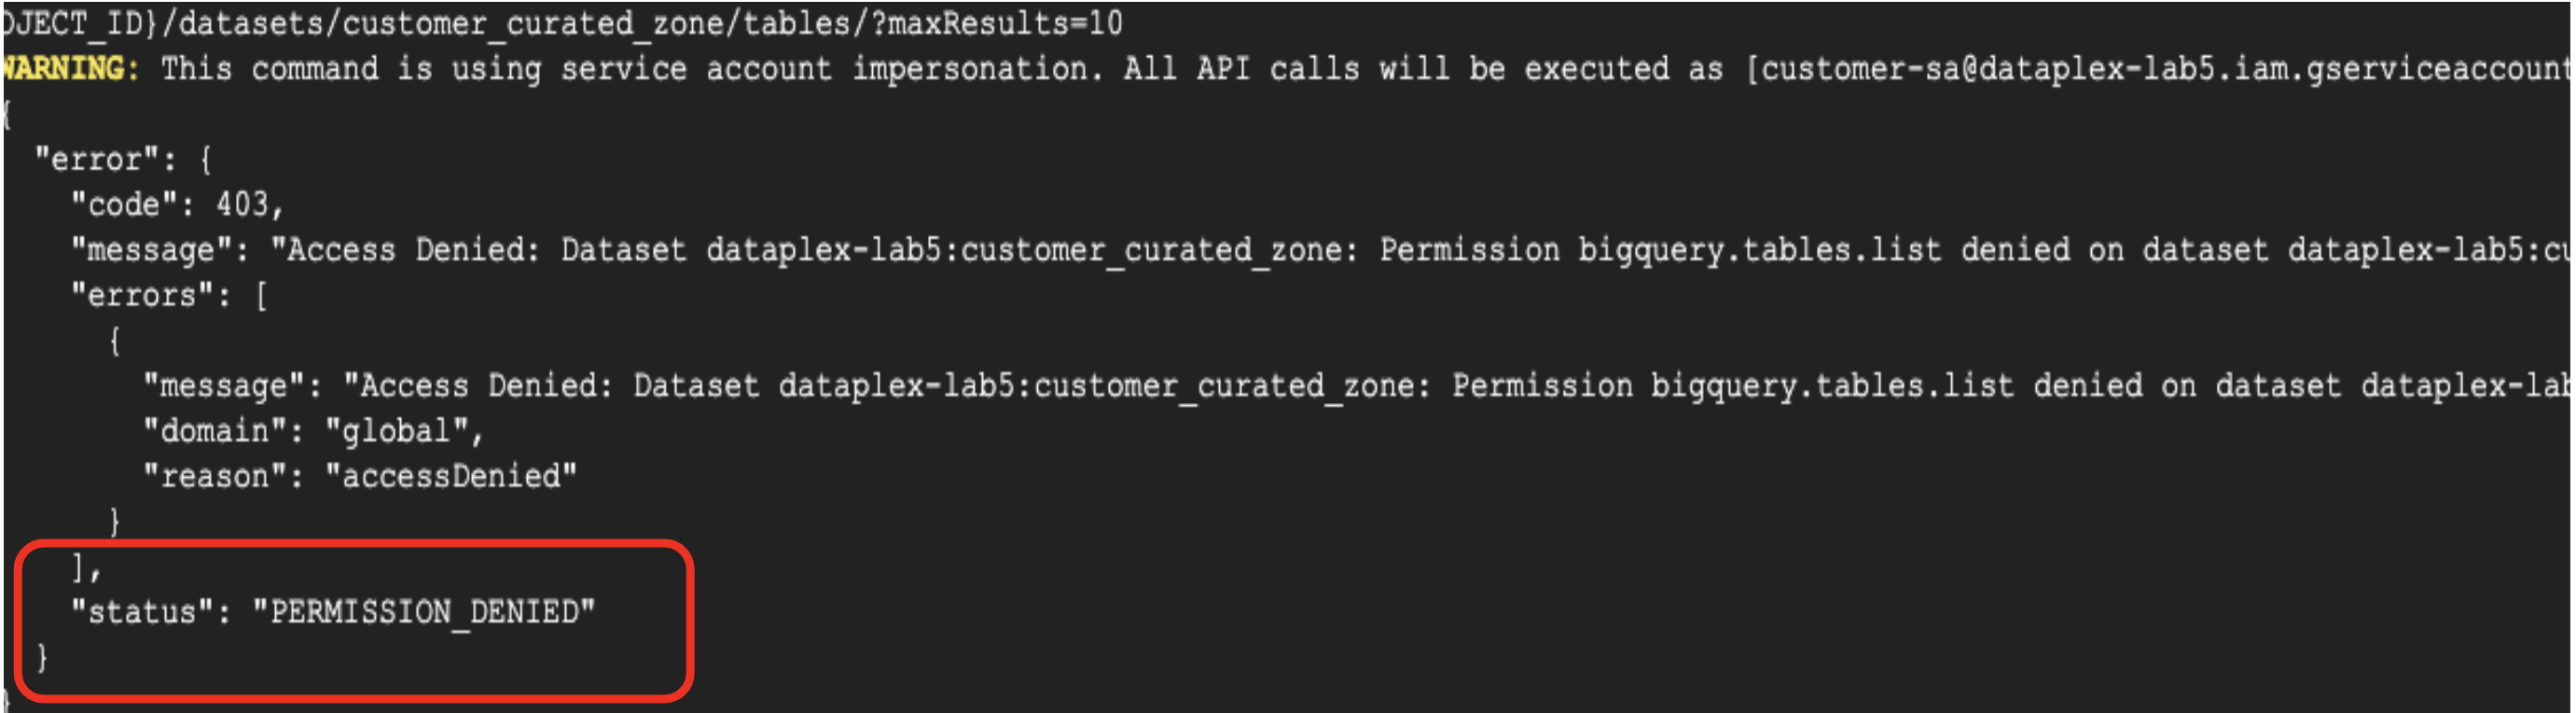 OJECT_ID}/datasets/customer_curated_zone/tables/?maxResults=10
WARNING: This command is using service account impersonation. All API calls will be executed as [customer-sa@dataplex-lab5.iam.gserviceaccount
{
"error": {
"code": 403,
"message": "Access Denied: Dataset dataplex-lab5:customer_curated_zone: Permission bigquery.tables.list denied on dataset dataplex-lab5:cu
"errors": [
{
"message": "Access Denied: Dataset dataplex-lab5:customer_curated_zone: Permission bigquery.tables.list denied on dataset dataplex-lab
"domain": "global",
"reason": "accessDenied"
}
],
"status": "PERMISSION_DENIED"
}
}